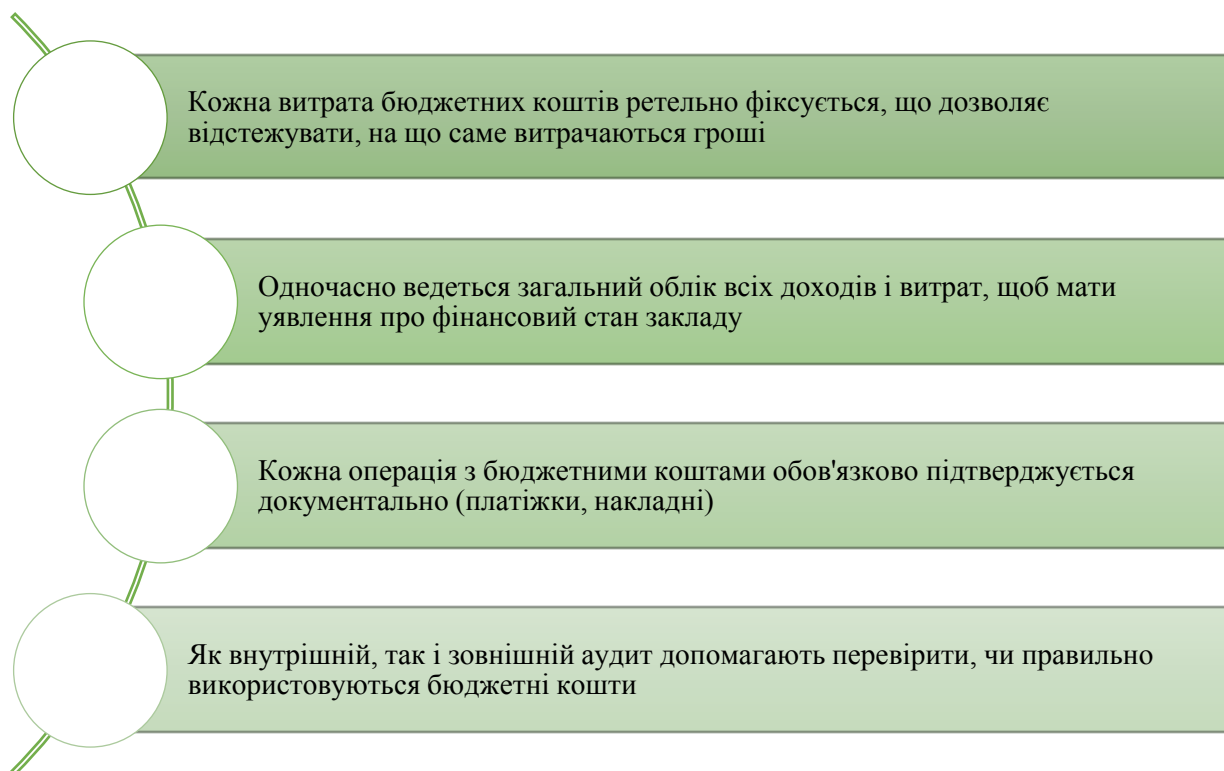 Кожна витрата бюджетних коштів ретельно фіксується, що дозволяє
відстежувати, на що саме витрачаються гроші
Одночасно ведеться загальний облік всіх доходів і витрат, щоб мати
уявлення про фінансовий стан закладу
Кожна операція з бюджетними коштами обов'язково підтверджується
документально (платіжки, накладні)
Як внутрішній, так і зовнішній аудит допомагають перевірити, чи правильно
використовуються бюджетні кошти